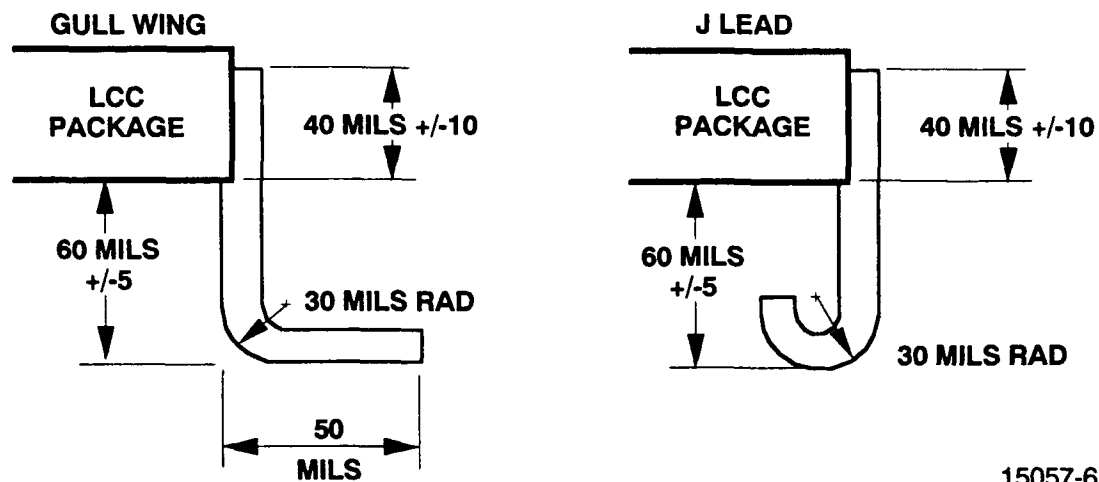 GULL WING
LCC
PACKAGE
40 MILS +/-10
60 MILS
+/-5
30 MILS RAD
50
MILS
J LEAD
LCC
PACKAGE
40 MILS +/-10
60 MILS
+/-5
30 MILS RAD
15057-6